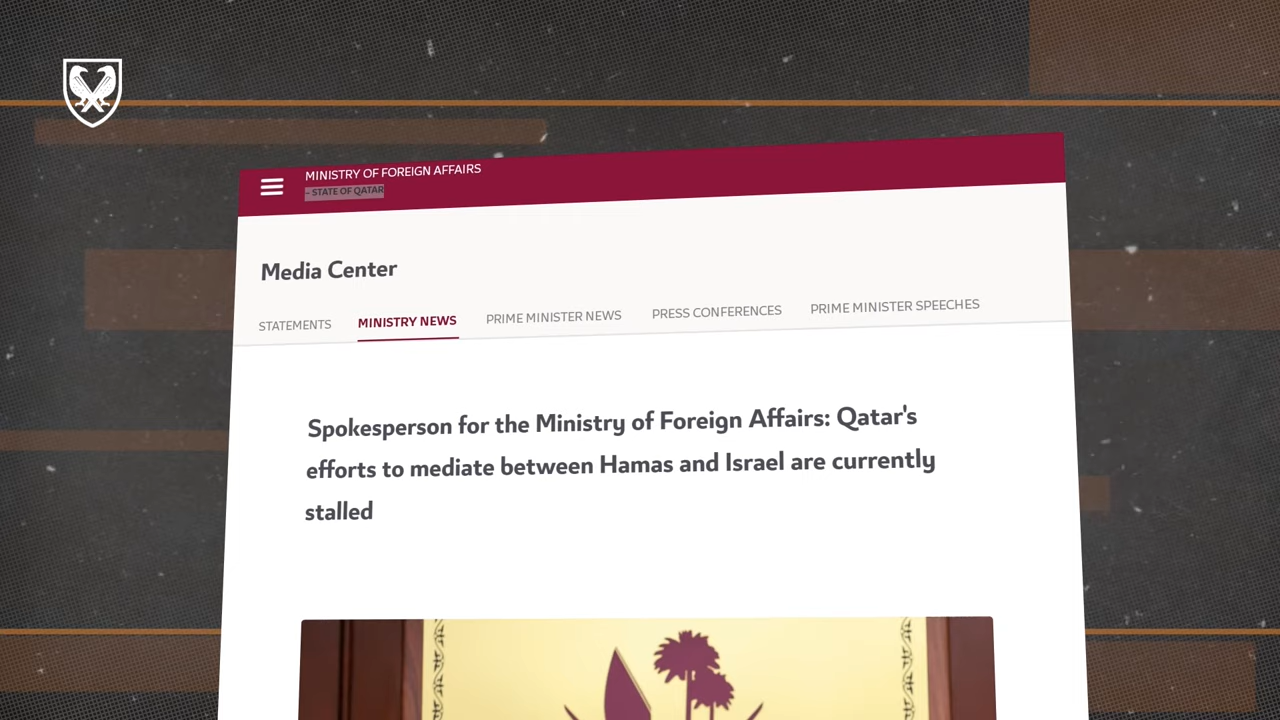 MINISTRY OF FOREIGN AFFAIRS
- STATE OF QATAR
Media Center
STATEMENTS MINISTRY NEWS PRIME MINISTER NEWS PRESS CONFERENCES PRIME MINISTER SPEECHES
Spokesperson for the Ministry of Foreign Affairs: Qatar's
efforts to mediate between Hamas and Israel are currently
stalled